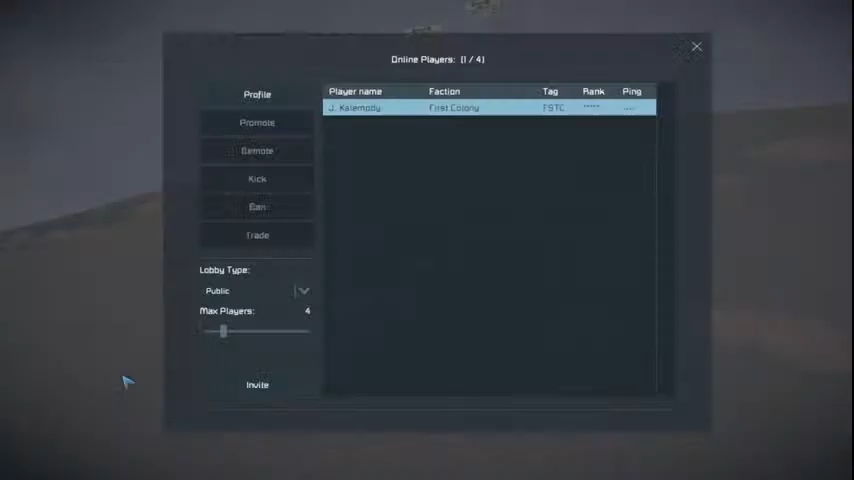 Online Players: (1 / 4)
Profile
Promote
Demote
Kick
Ban
Trade
Lobby Type:
Public
Max Players: 4
Invite
Player name Faction Tag Rank Ping
J. Kalemody First Colony FSTC ***** ....